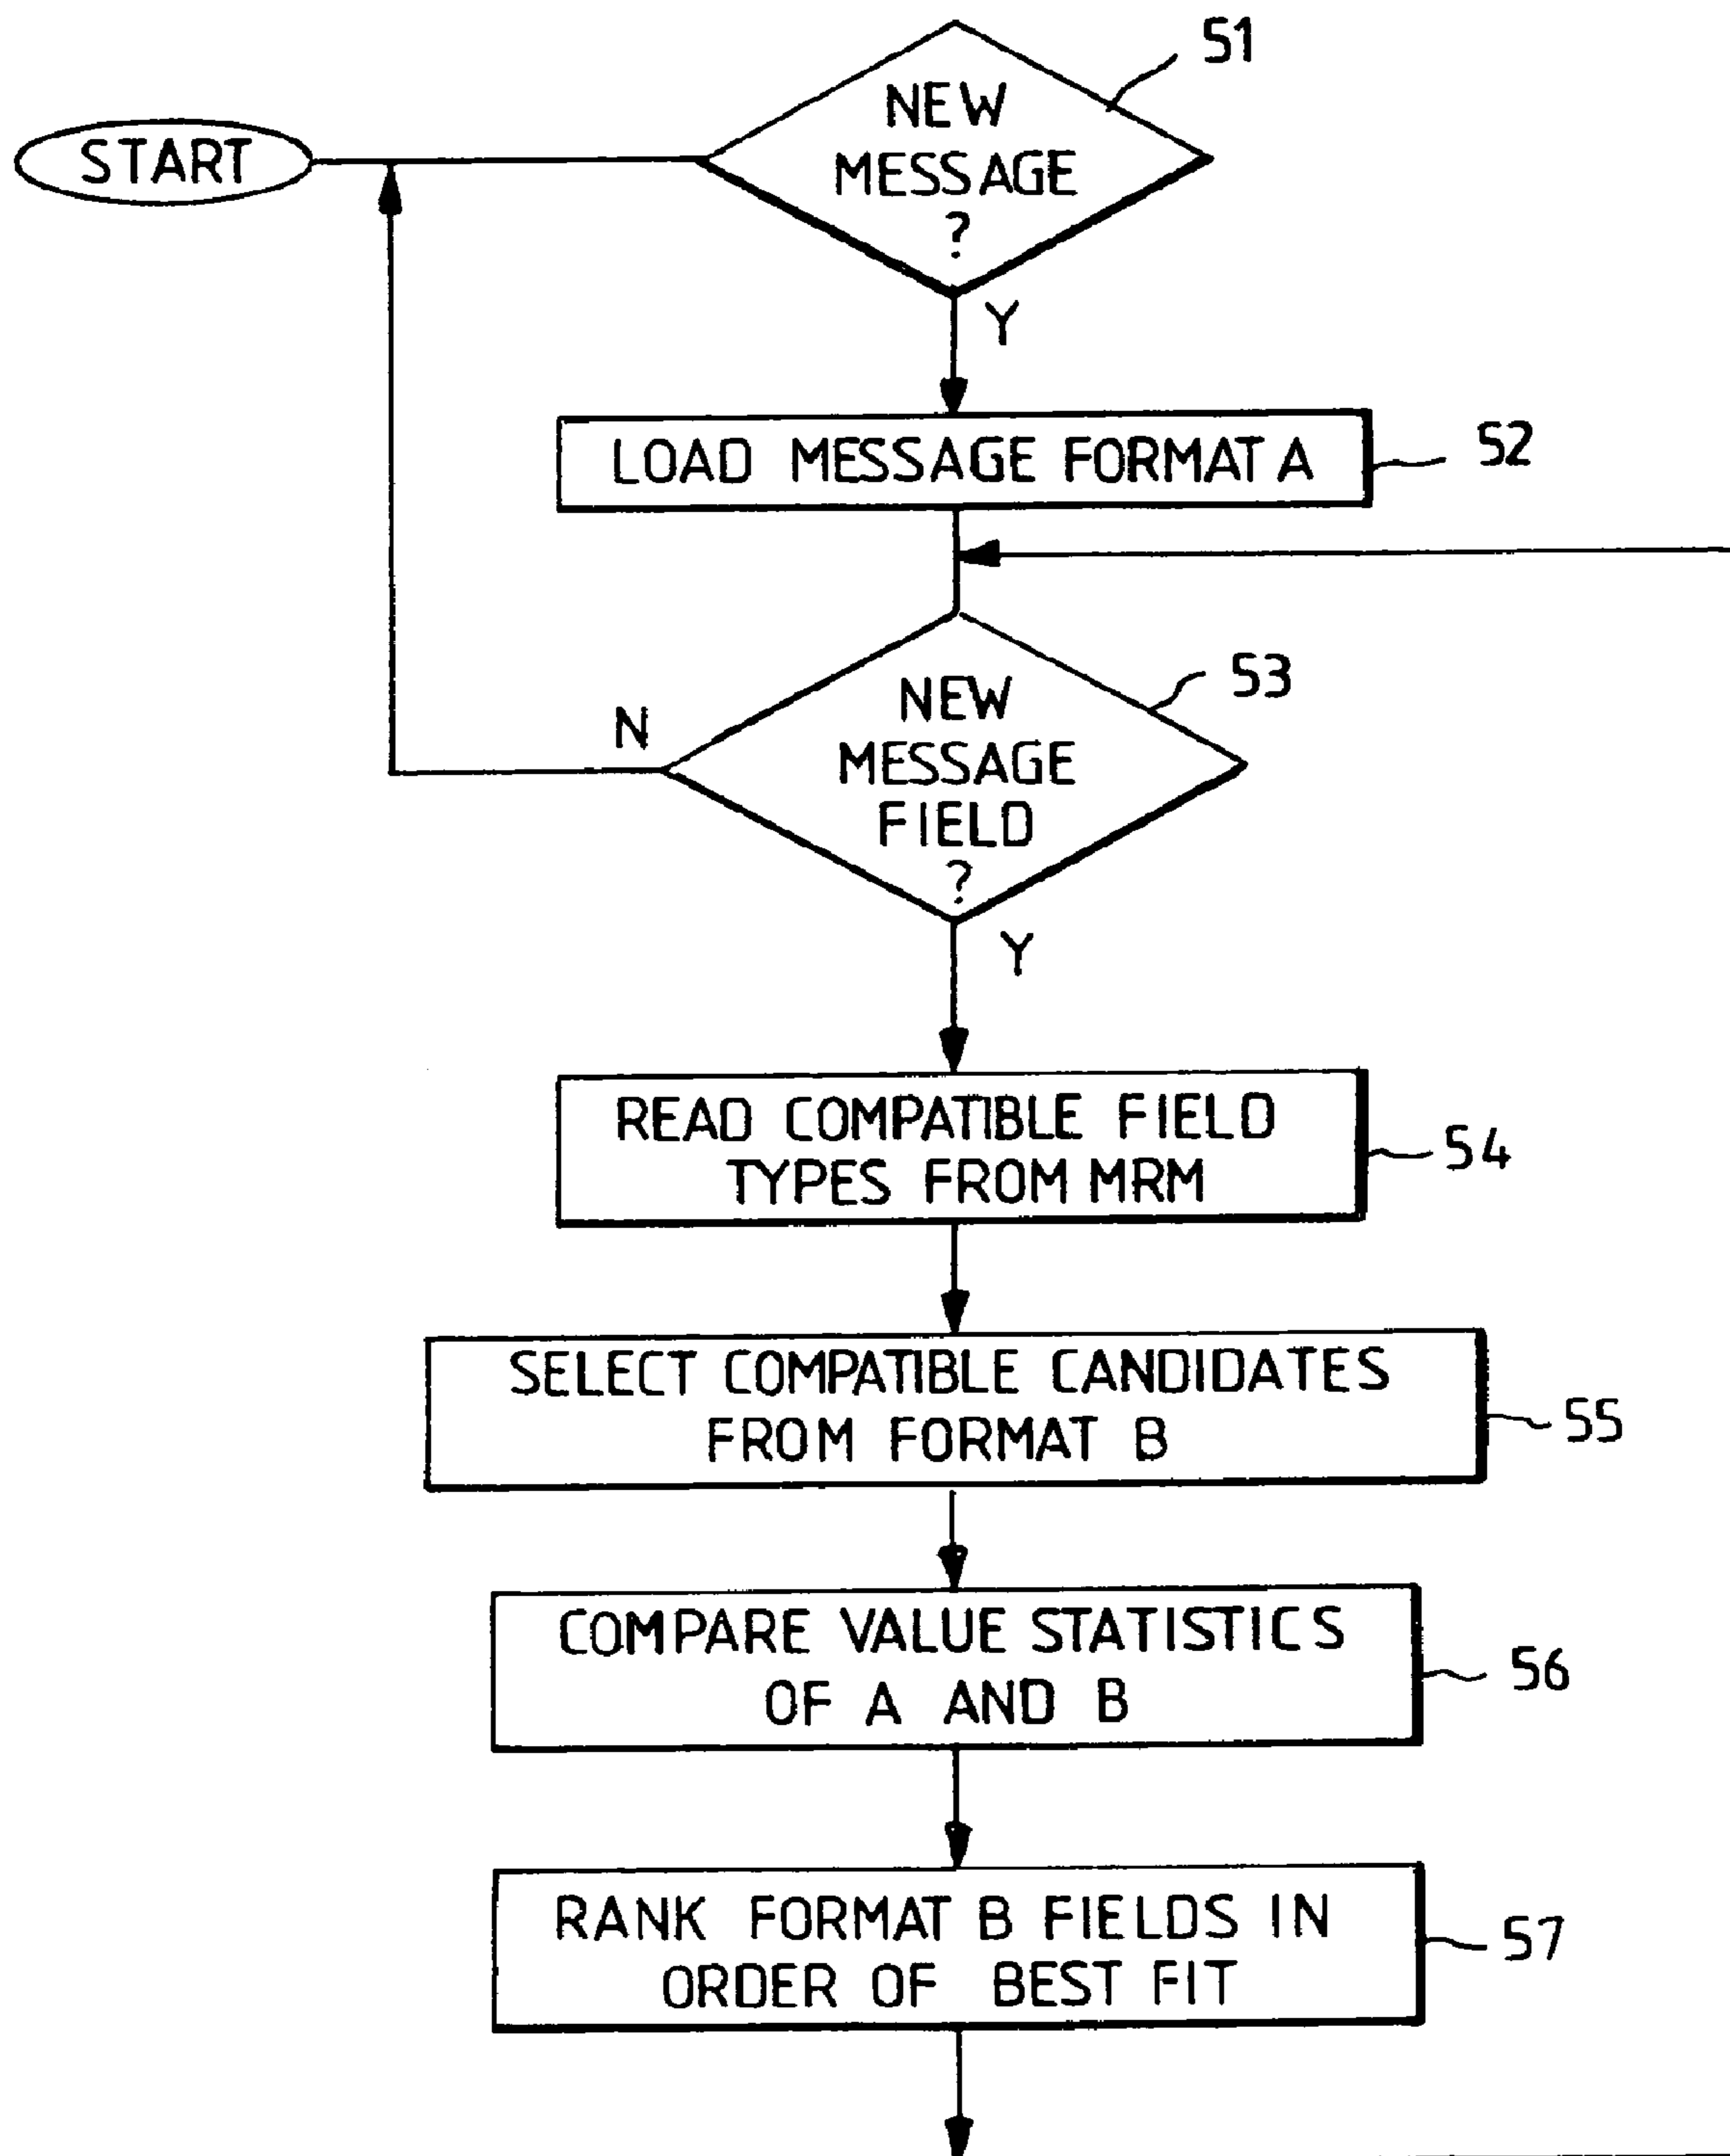 51
START
NEW
MESSAGE
?
Y
LOAD MESSAGE FORMAT A
52
53
NEW
MESSAGE
FIELD
?
N
Y
READ COMPATIBLE FIELD
TYPES FROM MRM
54
SELECT COMPATIBLE CANDIDATES
FROM FORMAT B
55
COMPARE VALUE STATISTICS
OF A AND B
56
RANK FORMAT B FIELDS IN
ORDER OF BEST FIT
57